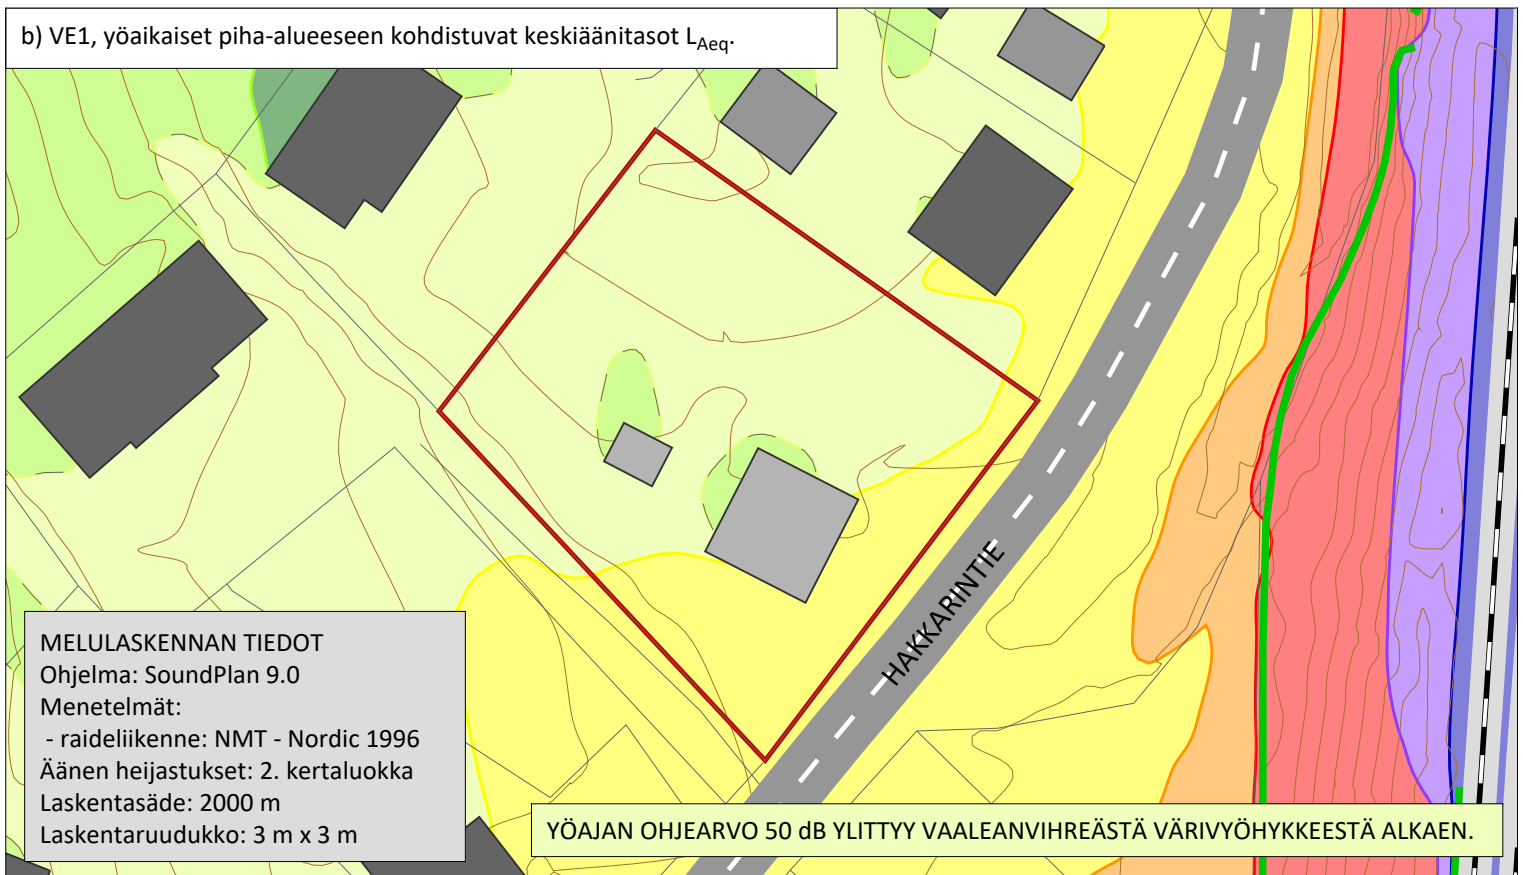 b) VE1, yöaikaiset piha-alueeseen kohdistuvat keskiäänitasot LAeq.
HAKKARINTIE
MELULASKENNAN TIEDOT
Ohjelma: SoundPlan 9.0
Menetelmät:
- raideliikenne: NMT - Nordic 1996
Äänen heijastukset: 2. kertaluokka
Laskentasäde: 2000 m
Laskentaruudukko: 3 m x 3 m
YÖAJAN OHJEARVO 50 dB YLITTYY VAALEANVIHREÄSTÄ VÄRIVYÖHYKKEESTÄ ALKAEN.